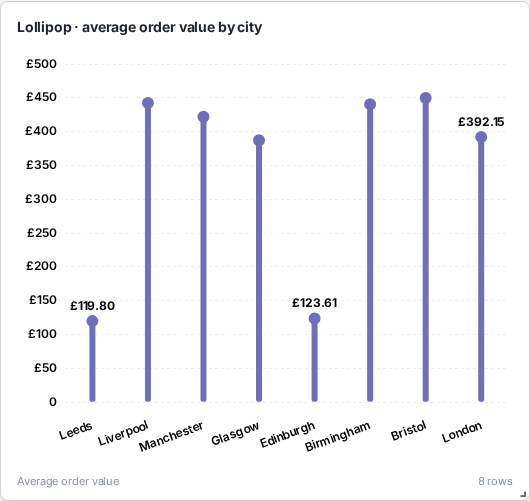 Lollipop · average order value by city
£500
£450
£400
£350
£300
£250
£200
£150
£100
£50
0
£119.80
£123.61
£392.15
Leeds
Liverpool
Manchester
Glasgow
Edinburgh
Birmingham
Bristol
London
Average order value
8 rows